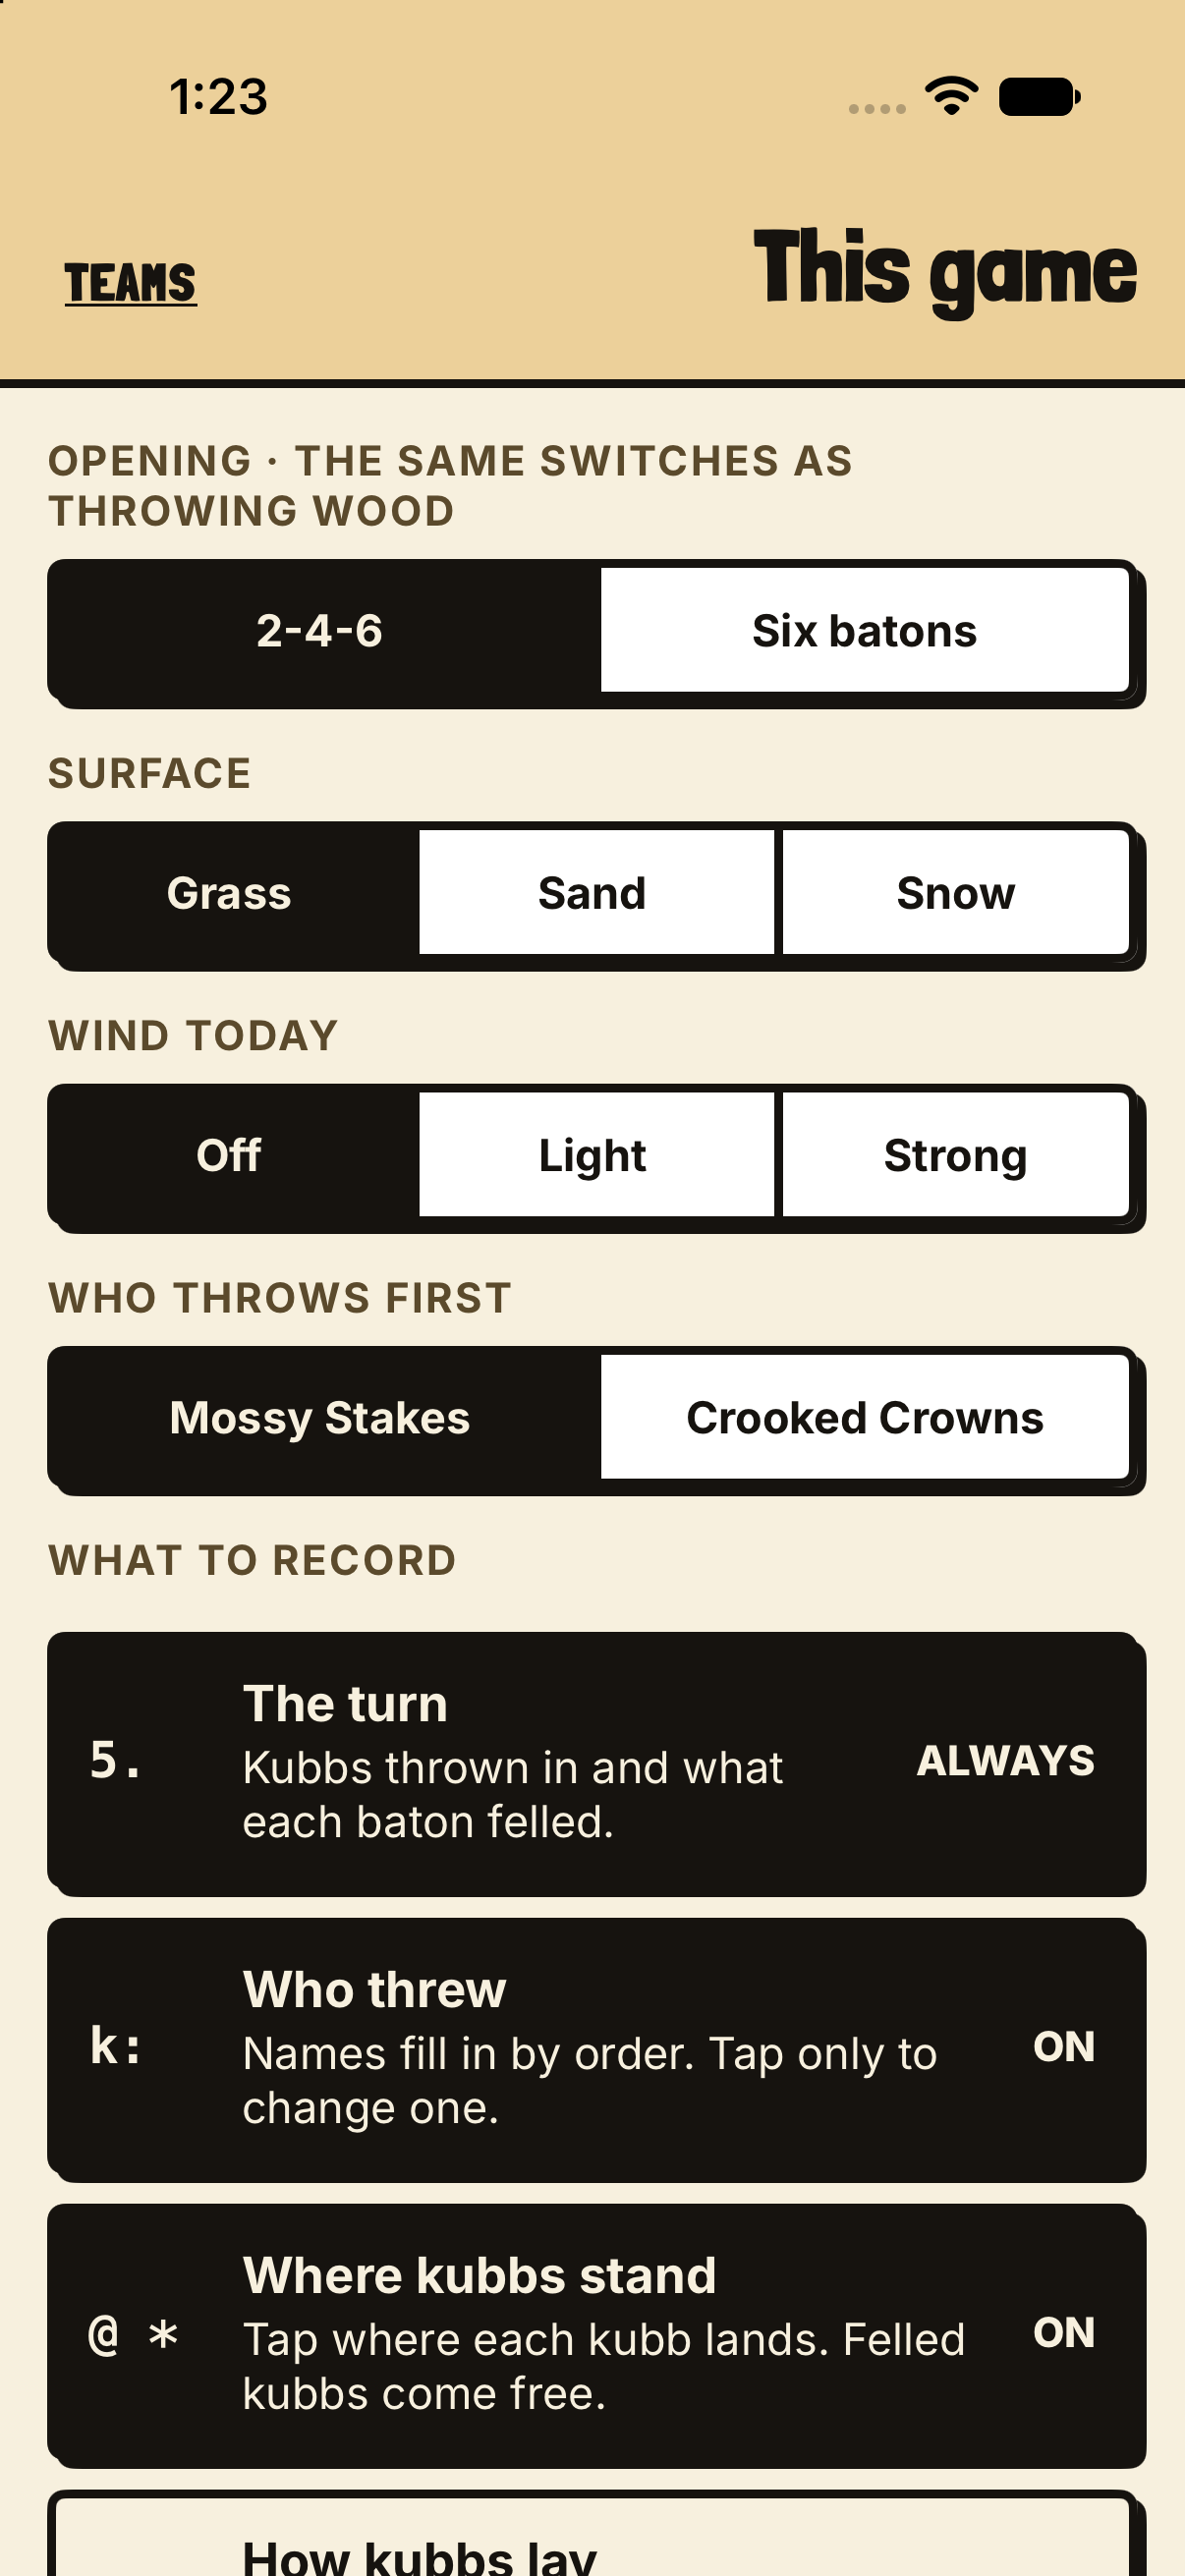 1:23
TEAMS
This game
OPENING · THE SAME SWITCHES AS
THROWING WOOD
2-4-6
Six batons
SURFACE
Grass
Sand
Snow
WIND TODAY
Off
Light
Strong
WHO THROWS FIRST
Mossy Stakes
Crooked Crowns
WHAT TO RECORD
5.
The turn
Kubbs thrown in and what
each baton felled.
ALWAYS
k:
Who threw
Names fill in by order. Tap only to
change one.
ON
@ *
Where kubbs stand
Tap where each kubb lands. Felled
kubbs come free.
ON
How kubbs lay